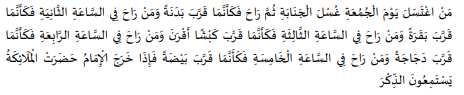 مَنْ اغْتَسَلَ يَوْمَ الْجُمُعَةِ غُسْلَ الْجَنَابَةِ ثُمَّ رَاحَ فَكَأَنَّمَا قَرَّبَ بَدَنَةً وَمَنْ رَاحَ فِي السَّاعَةِ الثَّانِيَةِ فَكَأَنَّمَا
قَرَّبَ بَقَرَةً وَمَنْ رَاحَ فِي السَّاعَةِ الثَّالِثَةِ فَكَأَنَّمَا قَرَّبَ كَبْشًا أَقْرَنَ وَمَنْ رَاحَ فِي السَّاعَةِ الرَّابِعَةِ فَكَأَنَّمَا
قَرَّبَ دَجَاجَةً وَمَنْ رَاحَ فِي السَّاعَةِ الْخَامِسَةِ فَكَأَنَّمَا قَرَّبَ بَيْضَةً فَإِذَا خَرَجَ الْإِمَامُ حَضَرَتْ الْمَلَائِكَةُ
يَسْتَمِعُونَ الذِّكْرَ